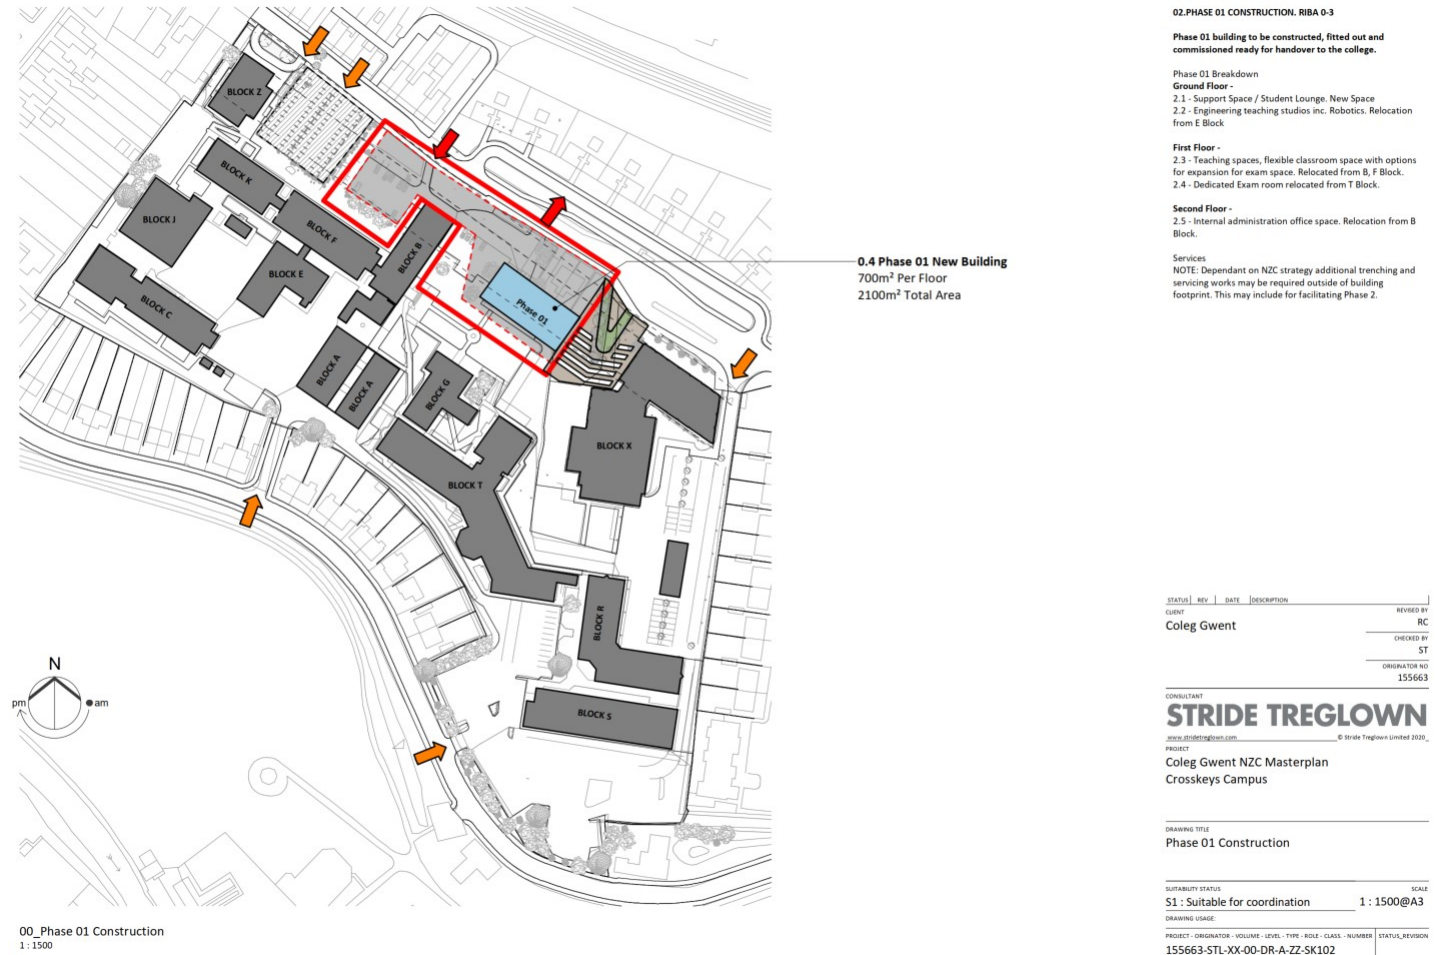 02.PHASE 01 CONSTRUCTION. RIBA 0-3
Phase 01 building to be constructed, fitted out and
commissioned ready for handover to the college.
Phase 01 Breakdown
Ground Floor -
2.1 - Support Space / Student Lounge. New Space
2.2 - Engineering teaching studios inc. Robotics. Relocation
from E Block
First Floor -
2.3 - Teaching spaces, flexible classroom space with options
for expansion for exam space. Relocated from B, F Block.
2.4 - Dedicated Exam room relocated from T Block.
Second Floor -
2.5 - Internal administration office space. Relocation from B
Block.
Services
NOTE: Dependant on NZC strategy additional trenching and
servicing works may be required outside of building
footprint. This may include for facilitating Phase 2.
BLOCK Z
BLOCK K
BLOCK J
BLOCK F
BLOCK B
BLOCK E
BLOCK C
0.4 Phase 01 New Building
700m² Per Floor
2100m² Total Area
Phase 01
BLOCK A
BLOCK A
BLOCK G
BLOCK X
BLOCK T
BLOCK R
BLOCK S
N
pm
am
00_Phase 01 Construction
1 : 1500
STATUS REV DATE DESCRIPTION
CLIENT
Coleg Gwent
REVISED BY
RC
CHECKED BY
ST
ORIGINATOR NO
155663
CONSULTANT
STRIDE TREGLOWN
www.stridetreglown.com © Stride Treglown Limited 2020
PROJECT
Coleg Gwent NZC Masterplan
Crosskeys Campus
DRAWING TITLE
Phase 01 Construction
SUITABILITY STATUS SCALE
S1 : Suitable for coordination 1 : 1500@A3
DRAWING USAGE:
PROJECT - ORIGINATOR - VOLUME - LEVEL - TYPE - ROLE - CLASS. - NUMBER STATUS_REVISION
155663-STL-XX-00-DR-A-ZZ-SK102